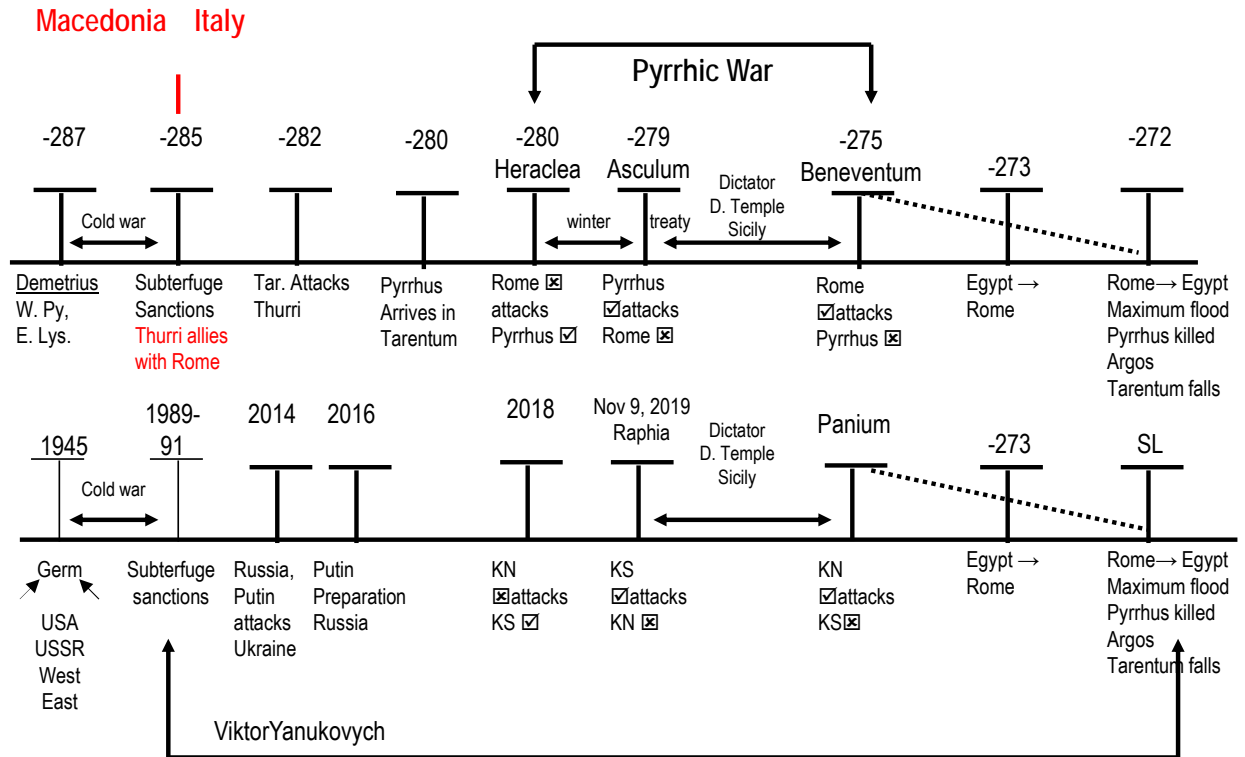 Macedonia Italy
Pyrrhic War
-287
-285
-282
-280
-280
Heraclea
-279
Asculum
-275
Beneventum
-273
-272
Cold war
winter
treaty
Dictator
D. Temple
Sicily
Demetrius
W. Py,
E. Lys.
Subterfuge
Sanctions
Thurri allies
with Rome
Tar. Attacks
Thurri
Pyrrhus
Arrives in
Tarentum
Rome ☒
attacks
Pyrrhus ☑
Pyrrhus
☑attacks
Rome ☒
Rome
☑attacks
Pyrrhus ☒
Egypt →
Rome
Rome→ Egypt
Maximum flood
Pyrrhus killed
Argos
Tarentum falls
1945
1989-
91
2014
2016
2018
Nov 9, 2019
Raphia
Panium
-273
SL
Cold war
Dictator
D. Temple
Sicily
Germ
USA
USSR
West
East
Subterfuge
sanctions
Russia,
Putin
attacks
Ukraine
Putin
Preparation
Russia
KN
☒attacks
KS ☑
KS
☑attacks
KN ☒
KN
☑attacks
KS☒
Egypt →
Rome
Rome→ Egypt
Maximum flood
Pyrrhus killed
Argos
Tarentum falls
ViktorYanukovych